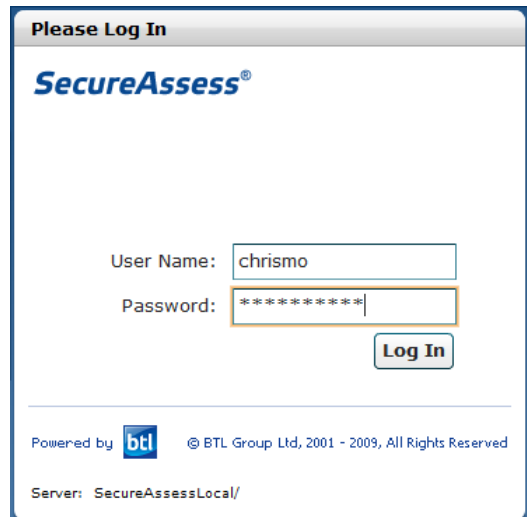 Please Log In
SecureAssess®
User Name: chrismo
Password: **********
Log In
Powered by btl © BTL Group Ltd, 2001 - 2009, All Rights Reserved
Server: SecureAssessLocal/